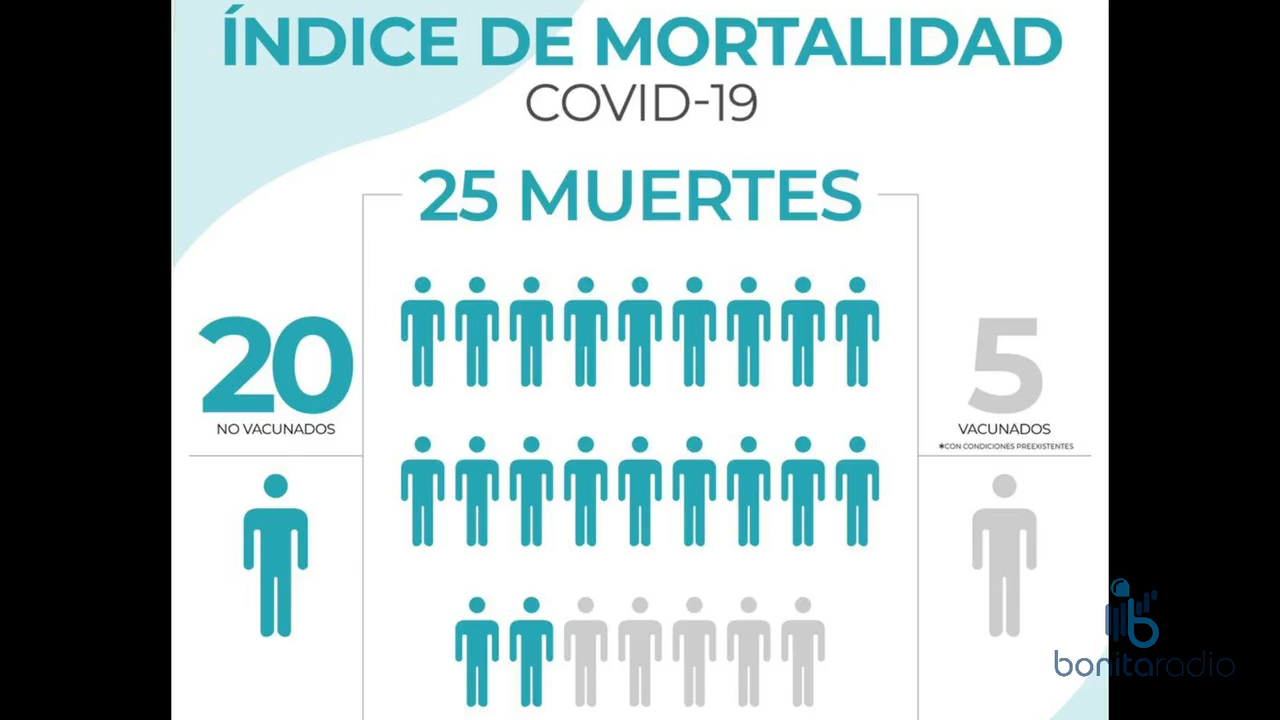 ÍNDICE DE MORTALIDAD
COVID-19
25 MUERTES
20
NO VACUNADOS
5
VACUNADOS
*CON CONDICIONES PREEXISTENTES
bonitaradio